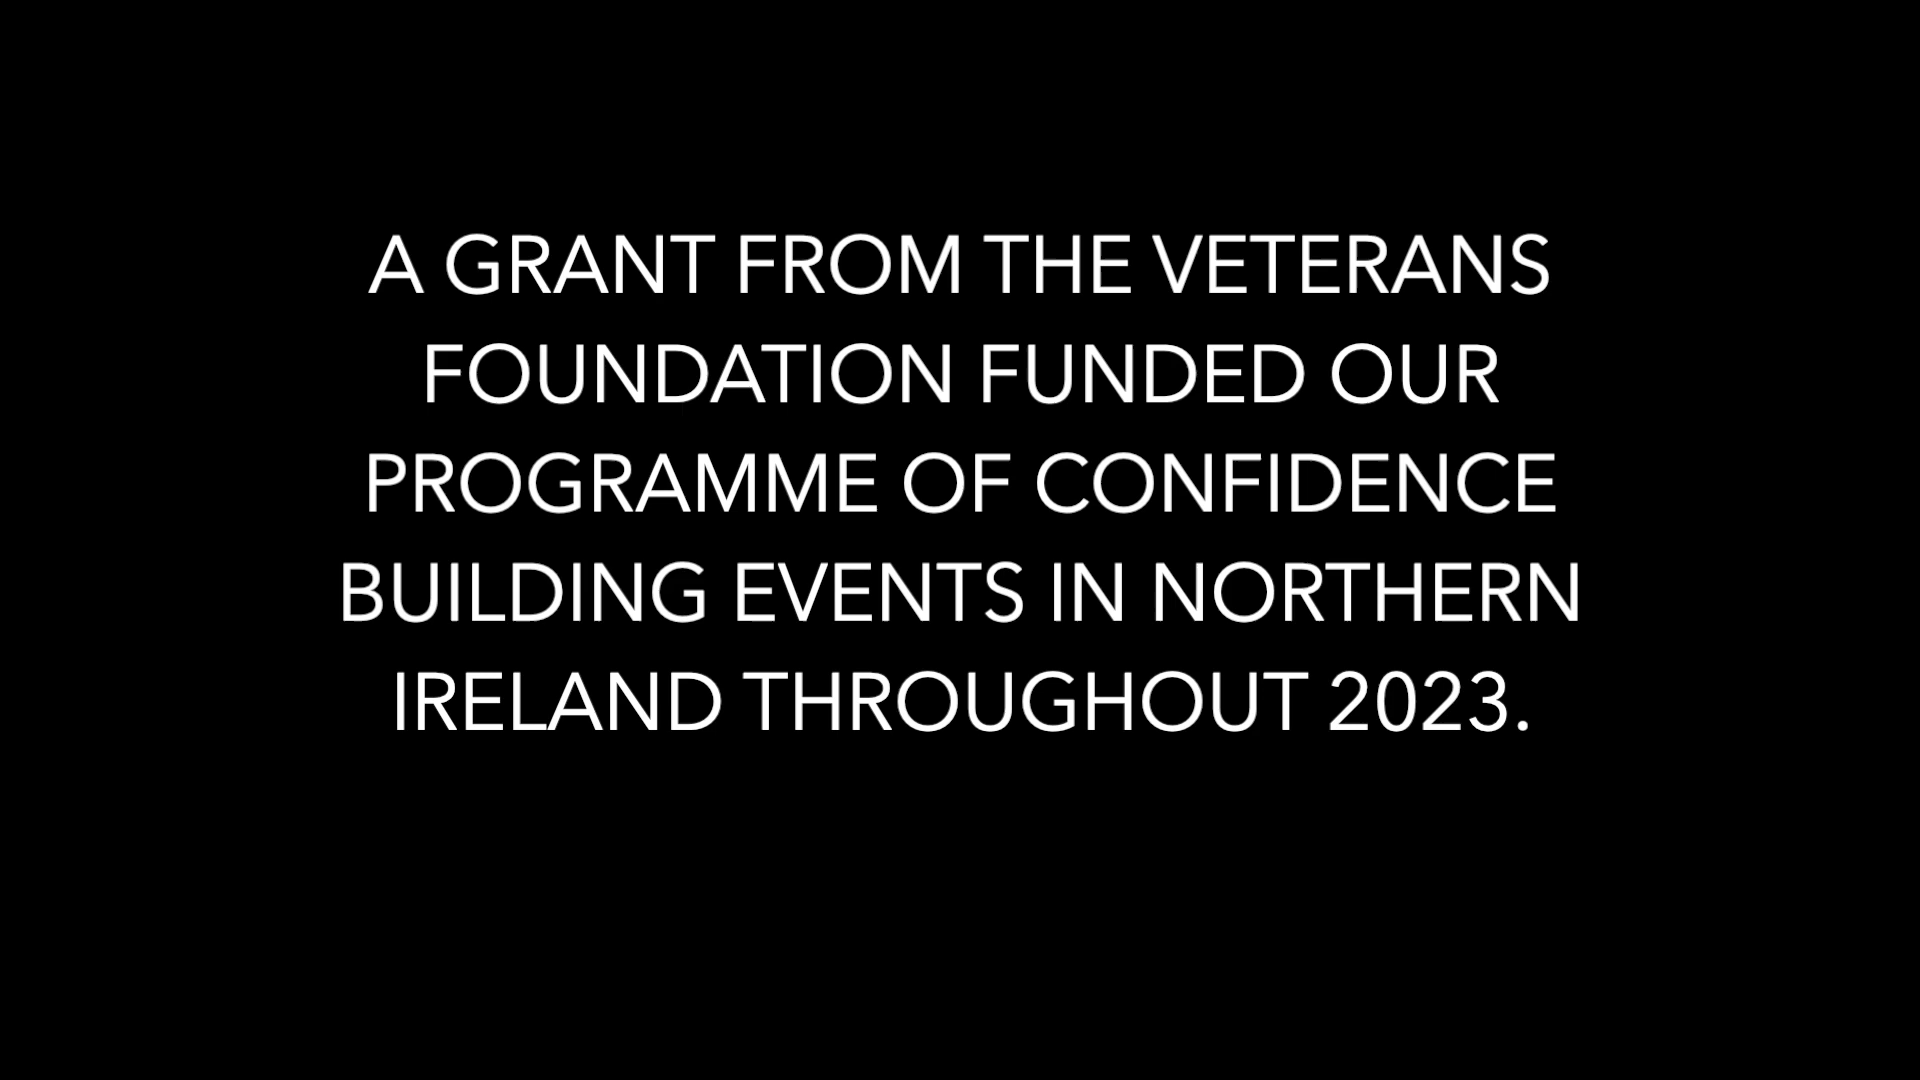 A GRANT FROM THE VETERANS
FOUNDATION FUNDED OUR
PROGRAMME OF CONFIDENCE
BUILDING EVENTS IN NORTHERN
IRELAND THROUGHOUT 2023.